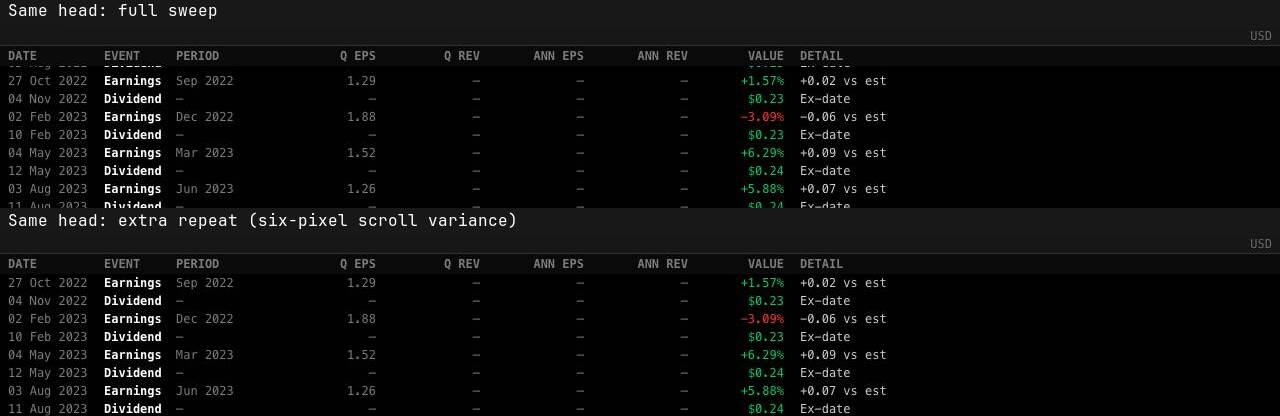 Same head: full sweep
USD
DATE EVENT PERIOD Q EPS Q REV ANN EPS ANN REV VALUE DETAIL
27 Oct 2022 Earnings Sep 2022 1.29 — — — +1.57% +0.02 vs est
04 Nov 2022 Dividend — — — — — $0.23 Ex-date
02 Feb 2023 Earnings Dec 2022 1.88 — — — −3.09% −0.06 vs est
10 Feb 2023 Dividend — — — — — $0.23 Ex-date
04 May 2023 Earnings Mar 2023 1.52 — — — +6.29% +0.09 vs est
12 May 2023 Dividend — — — — — $0.24 Ex-date
03 Aug 2023 Earnings Jun 2023 1.26 — — — +5.88% +0.07 vs est
11 Aug 2023 Dividend — — — — — $0.24 Ex-date
Same head: extra repeat (six-pixel scroll variance)
USD
DATE EVENT PERIOD Q EPS Q REV ANN EPS ANN REV VALUE DETAIL
27 Oct 2022 Earnings Sep 2022 1.29 — — — +1.57% +0.02 vs est
04 Nov 2022 Dividend — — — — — $0.23 Ex-date
02 Feb 2023 Earnings Dec 2022 1.88 — — — −3.09% −0.06 vs est
10 Feb 2023 Dividend — — — — — $0.23 Ex-date
04 May 2023 Earnings Mar 2023 1.52 — — — +6.29% +0.09 vs est
12 May 2023 Dividend — — — — — $0.24 Ex-date
03 Aug 2023 Earnings Jun 2023 1.26 — — — +5.88% +0.07 vs est
11 Aug 2023 Dividend — — — — — $0.24 Ex-date